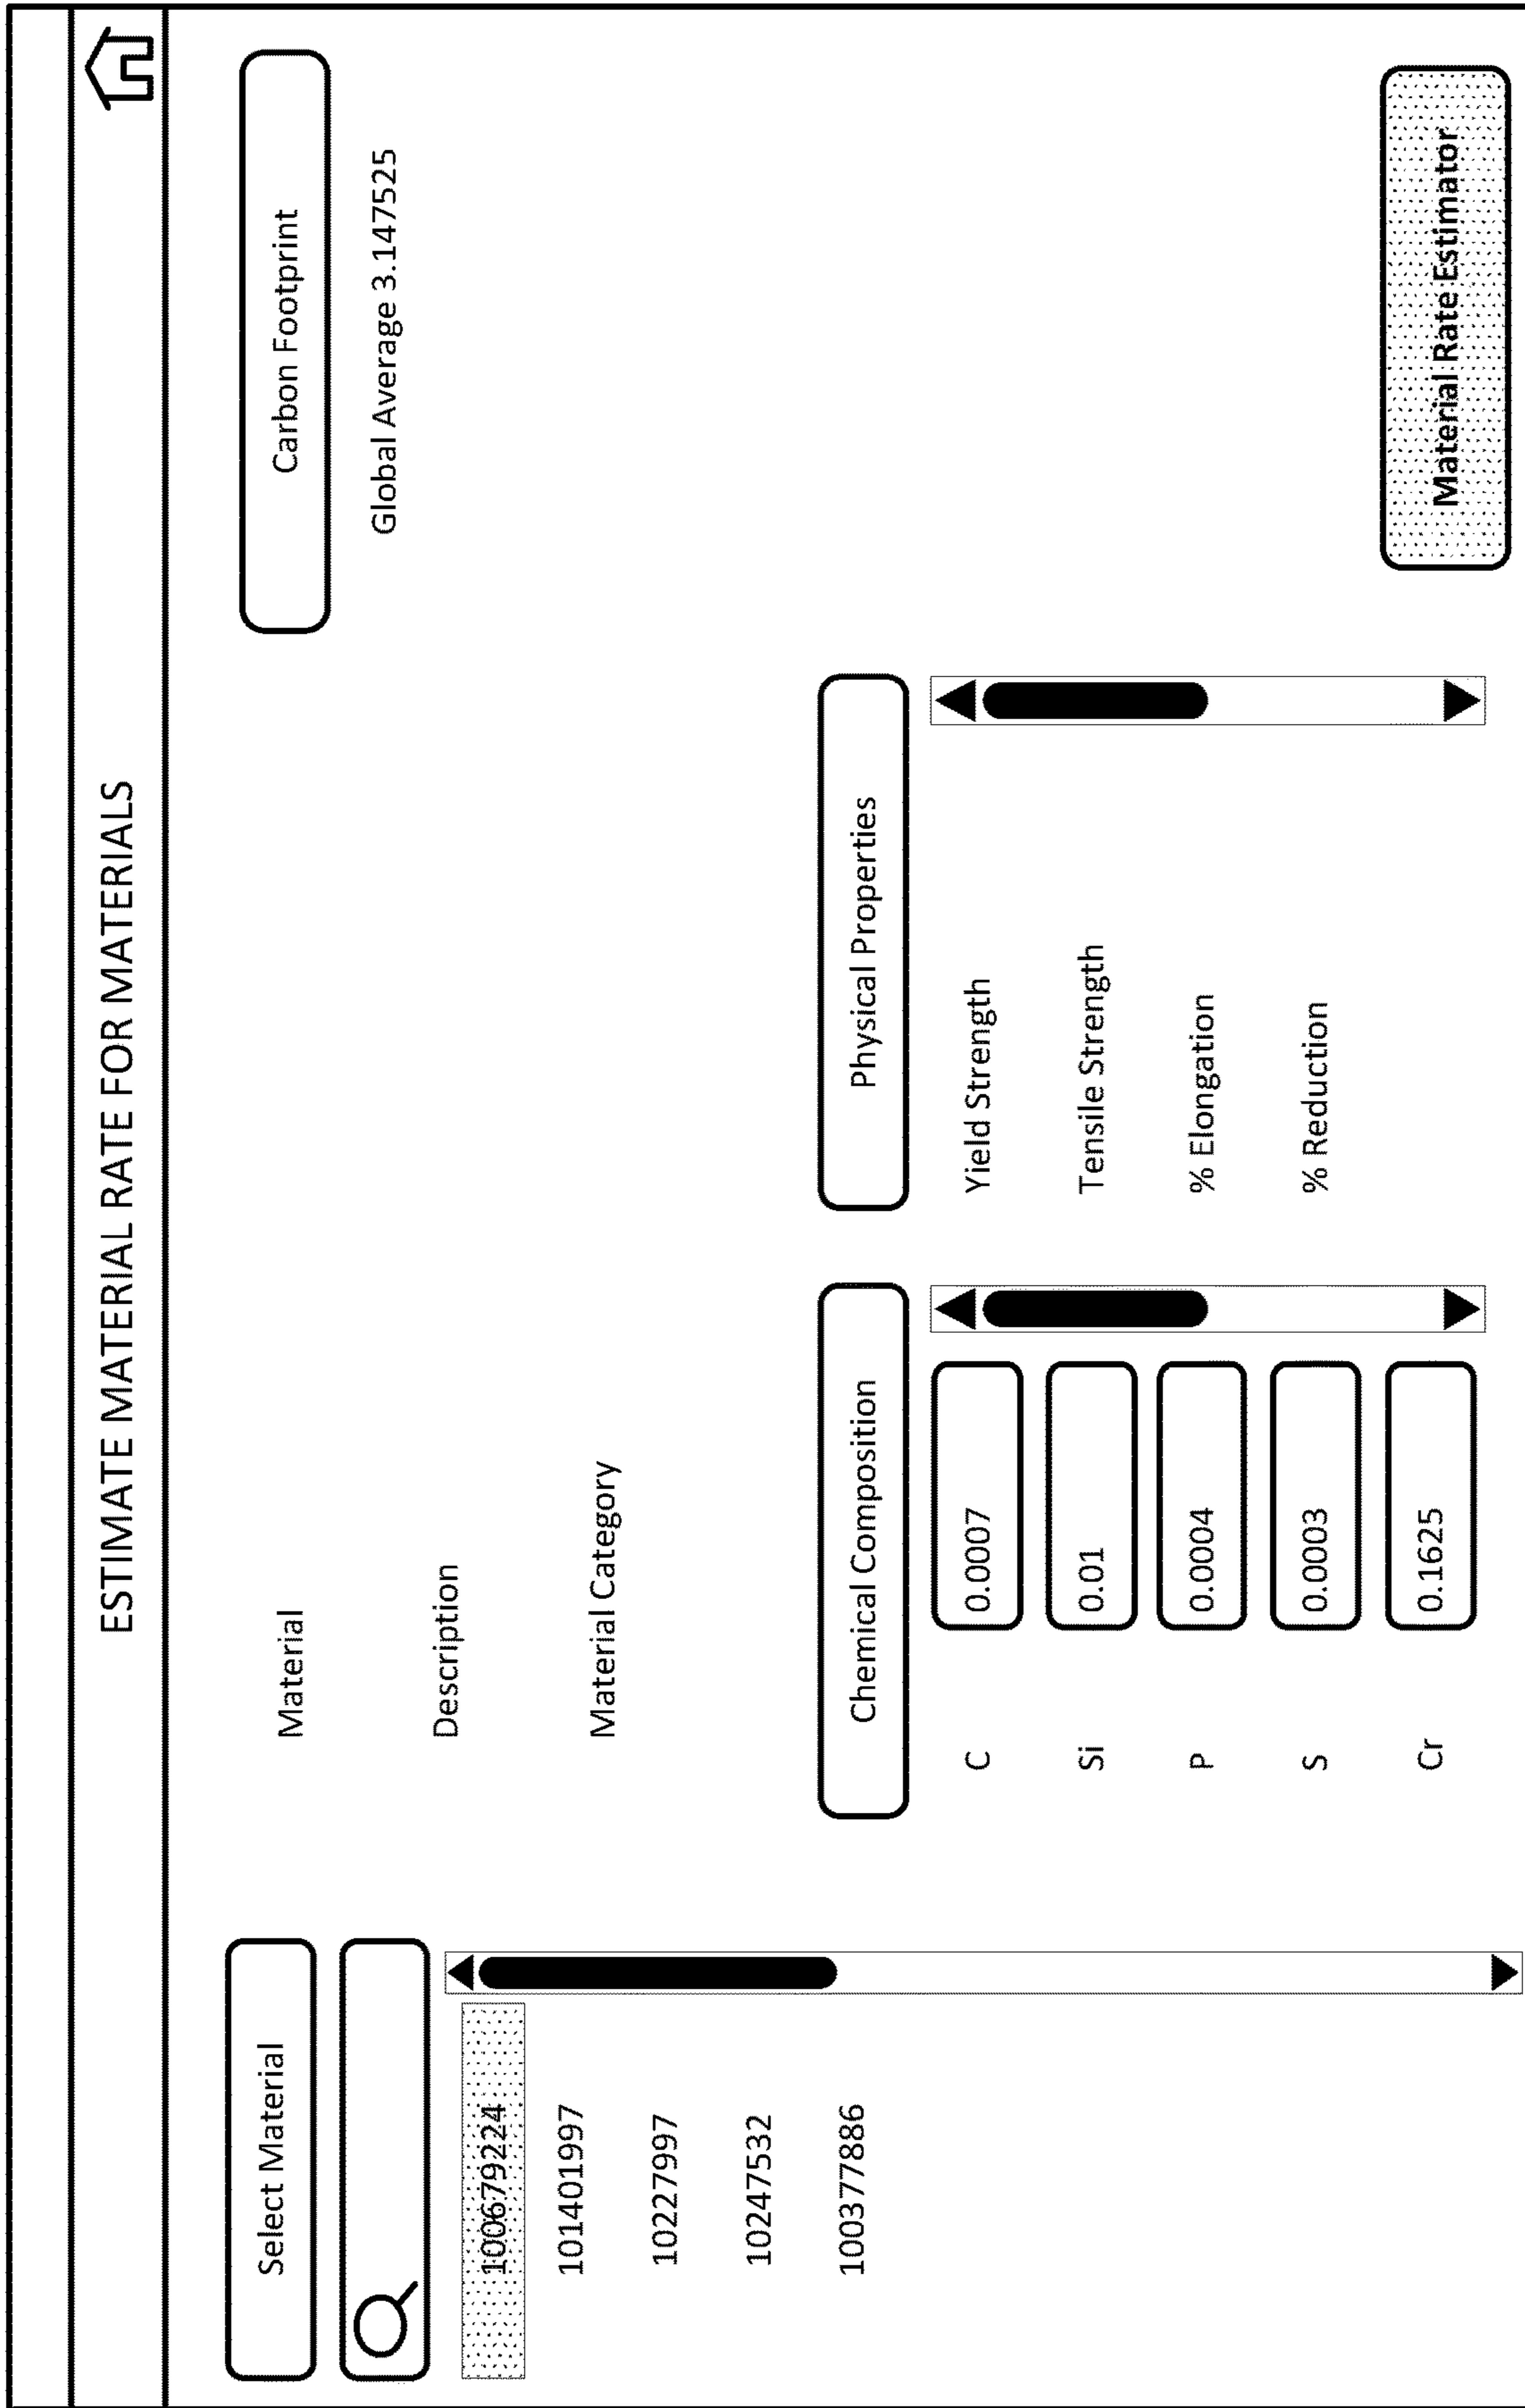 ESTIMATE MATERIAL RATE FOR MATERIALS
Select Material
100679224
101401997
10227997
10247532
100377886
Material
Description
Material Category
Carbon Footprint
Global Average 3.147525
Chemical Composition
C 0.0007
Si 0.01
P 0.0004
S 0.0003
Cr 0.1625
Physical Properties
Yield Strength
Tensile Strength
% Elongation
% Reduction
Material Rate Estimator